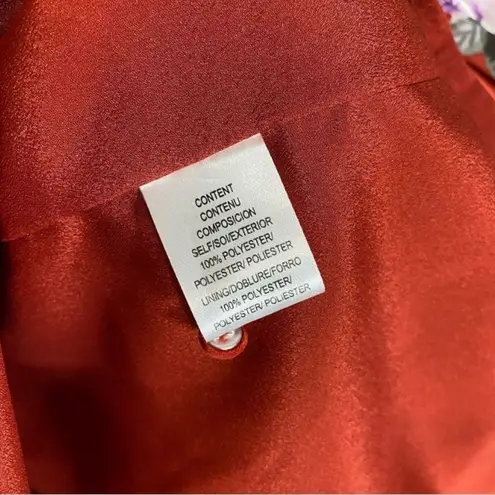 CONTENT
CONTENU
COMPOSICION
SELF/SOI/EXTERIOR
100% POLYESTER/
POLYESTER/ POLIESTER
LINING/DOBLURE/FORRO
100% POLYESTER/
POLYESTER/ POLIESTER